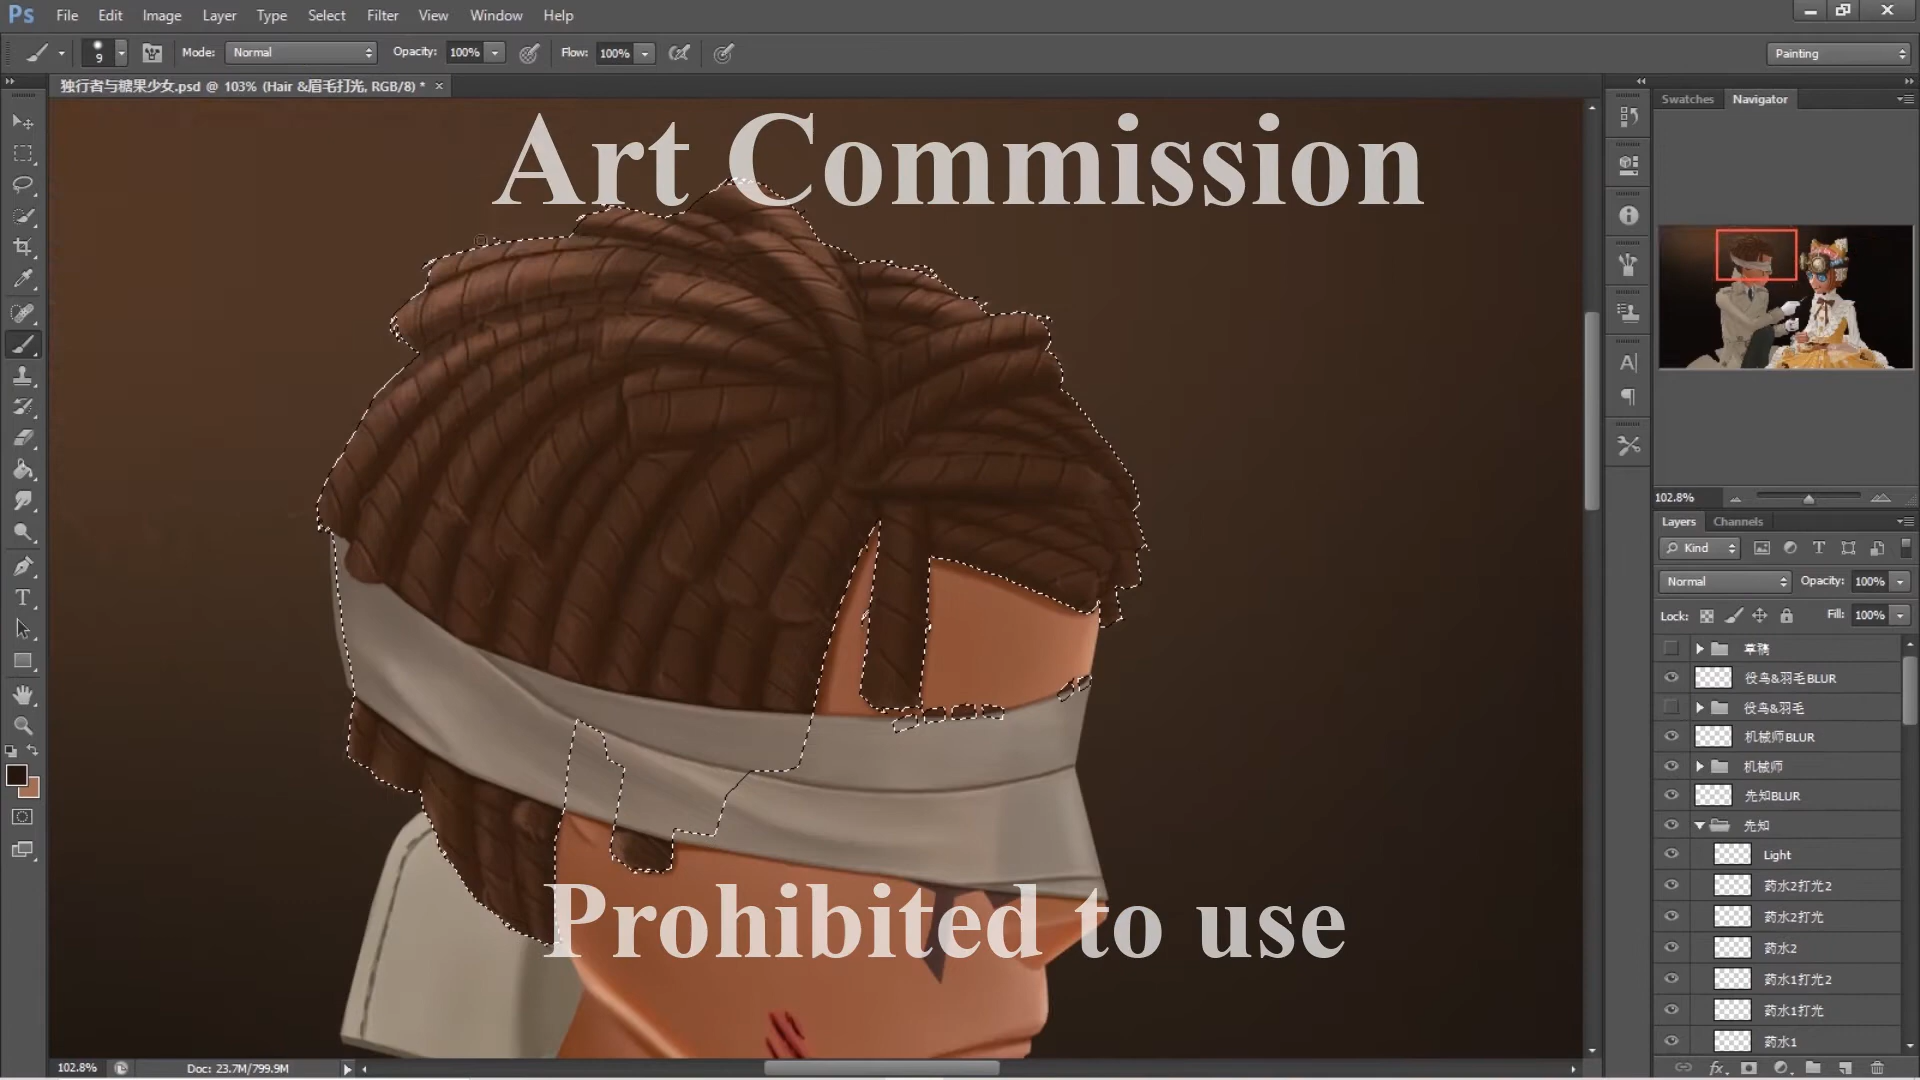 Ps File Edit Image Layer Type Select Filter View Window Help
9 Mode: Normal Opacity: 100% Flow: 100% Painting
独行者与糖果少女.psd @ 103% (Hair &眉毛打光, RGB/8) * ×
Swatches Navigator
Art Commission
102.8%
Layers Channels
Kind
Normal Opacity: 100%
Lock: Fill: 100%
草稿
役鸟&羽毛BLUR
役鸟&羽毛
机械师BLUR
机械师
先知BLUR
先知
Light
药水2打光2
药水2打光
药水2
药水1打光2
药水1打光
药水1
Prohibited to use
102.8% Doc: 23.7M/799.9M